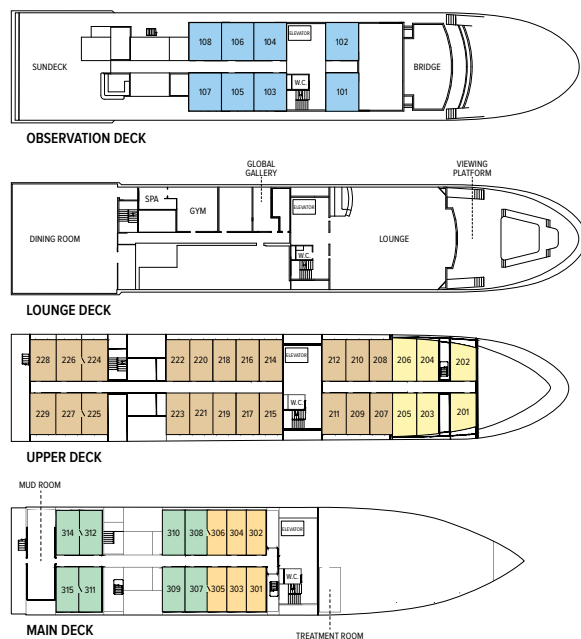 108 106 104 ELEVATOR 102
SUNDECK W.C. BRIDGE
107 105 103 101
OBSERVATION DECK
GLOBAL
GALLERY
VIEWING
PLATFORM
SPA
GYM
ELEVATOR
DINING ROOM
LOUNGE
W.C.
LOUNGE DECK
228 226 224 222 220 218 216 214 ELEVATOR 212 210 208 206 204 202
W.C.
229 227 225 223 221 219 217 215 211 209 207 205 203 201
UPPER DECK
MUD ROOM
314 312 310 308 306 304 302 ELEVATOR
W.C.
315 311 309 307 305 303 301
MAIN DECK
TREATMENT ROOM